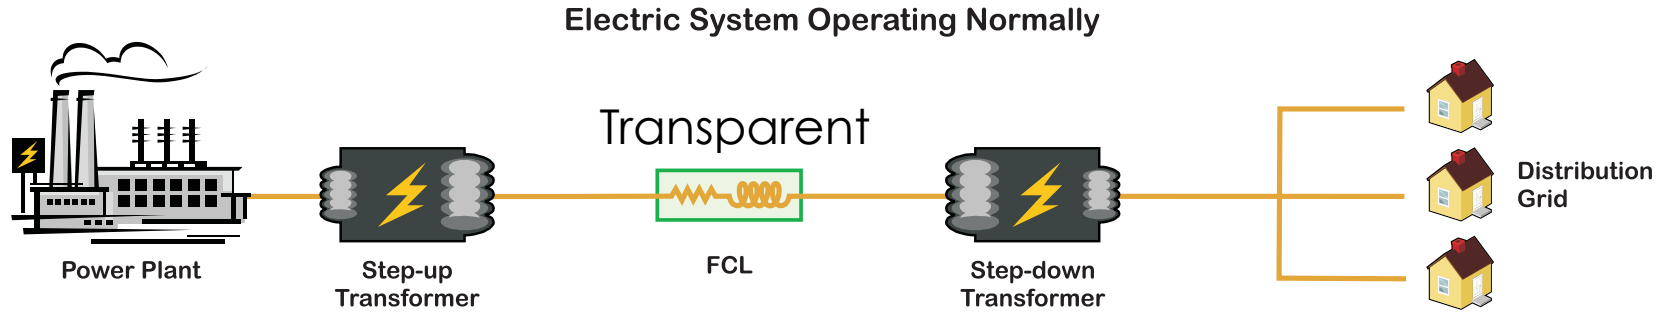 Electric System Operating Normally
Transparent
Power Plant
Step-up
Transformer
FCL
Step-down
Transformer
Distribution
Grid